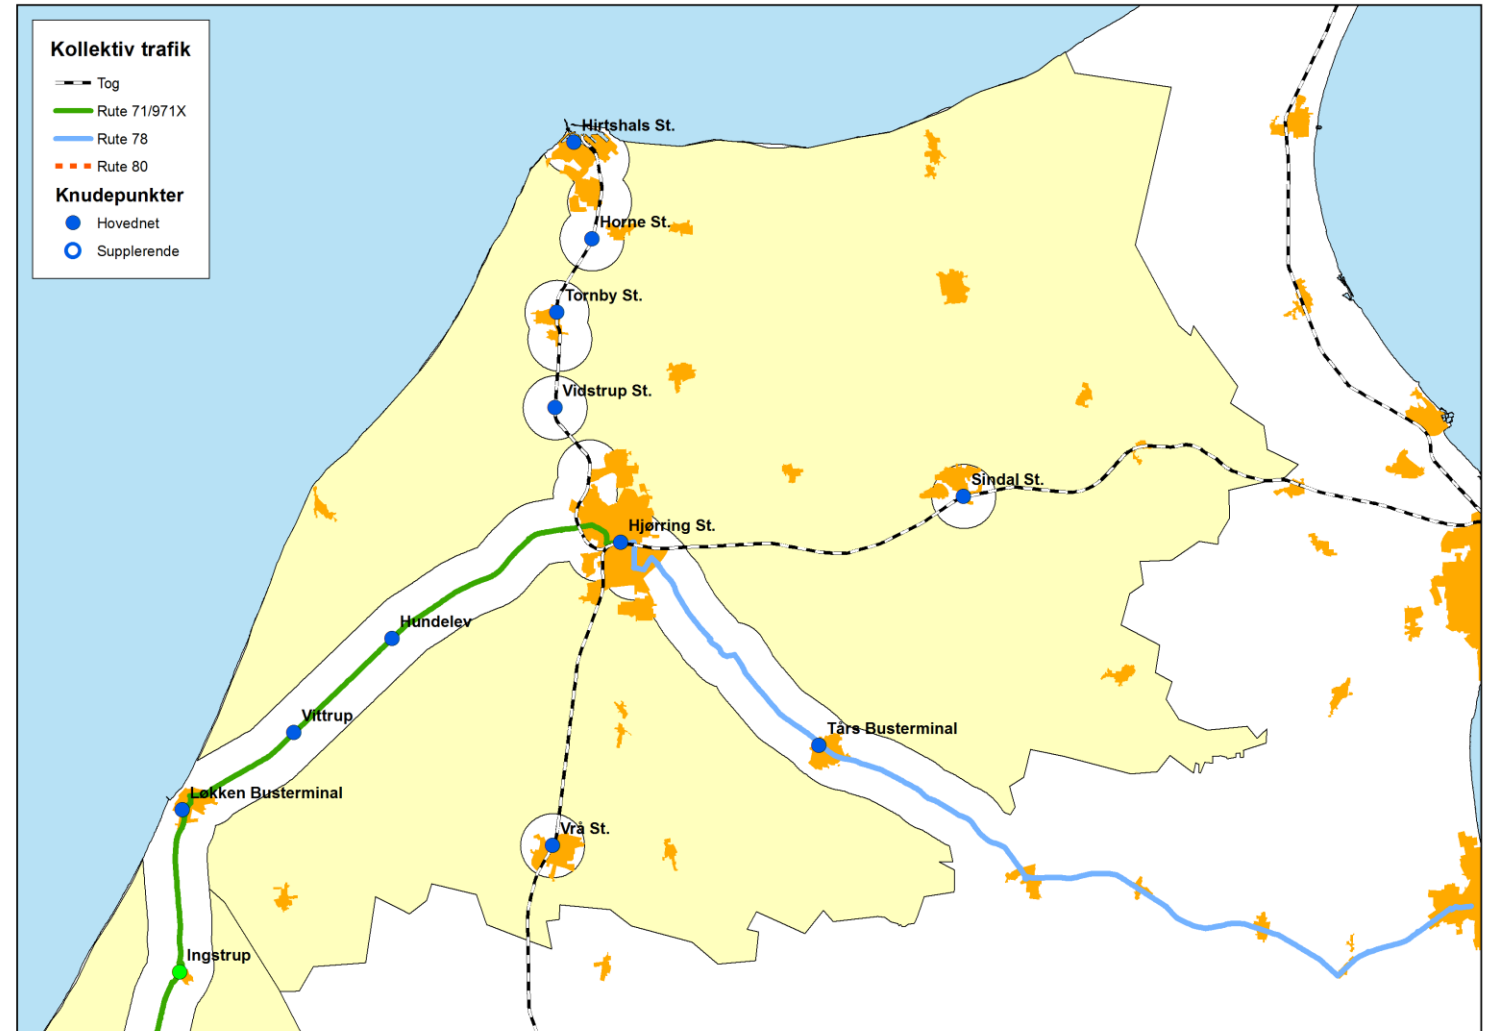 Kollektiv trafik
Tog
Rute 71/971X
Rute 78
Rute 80
Knudepunkter
Hovednet
Supplerende
Hirtshals St.
Horne St.
Tornby St.
Vidstrup St.
Sindal St.
Hjørring St.
Hundelev
Vittrup
Tårs Busterminal
Løkken Busterminal
Vrå St.
Ingstrup